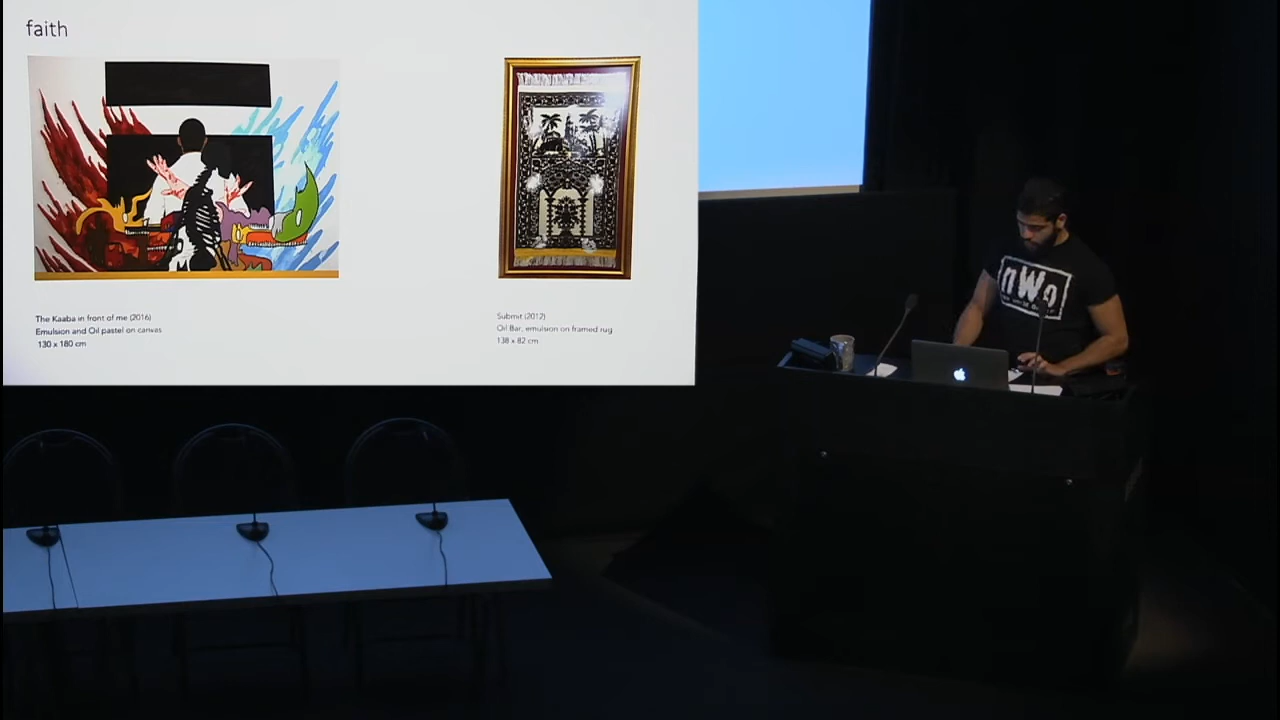 faith
The Kaaba in front of me (2016)
Emulsion and Oil pastel on canvas
130 x 180 cm
Submit (2012)
Oil Bar, emulsion on framed rug
138 x 82 cm
nWo